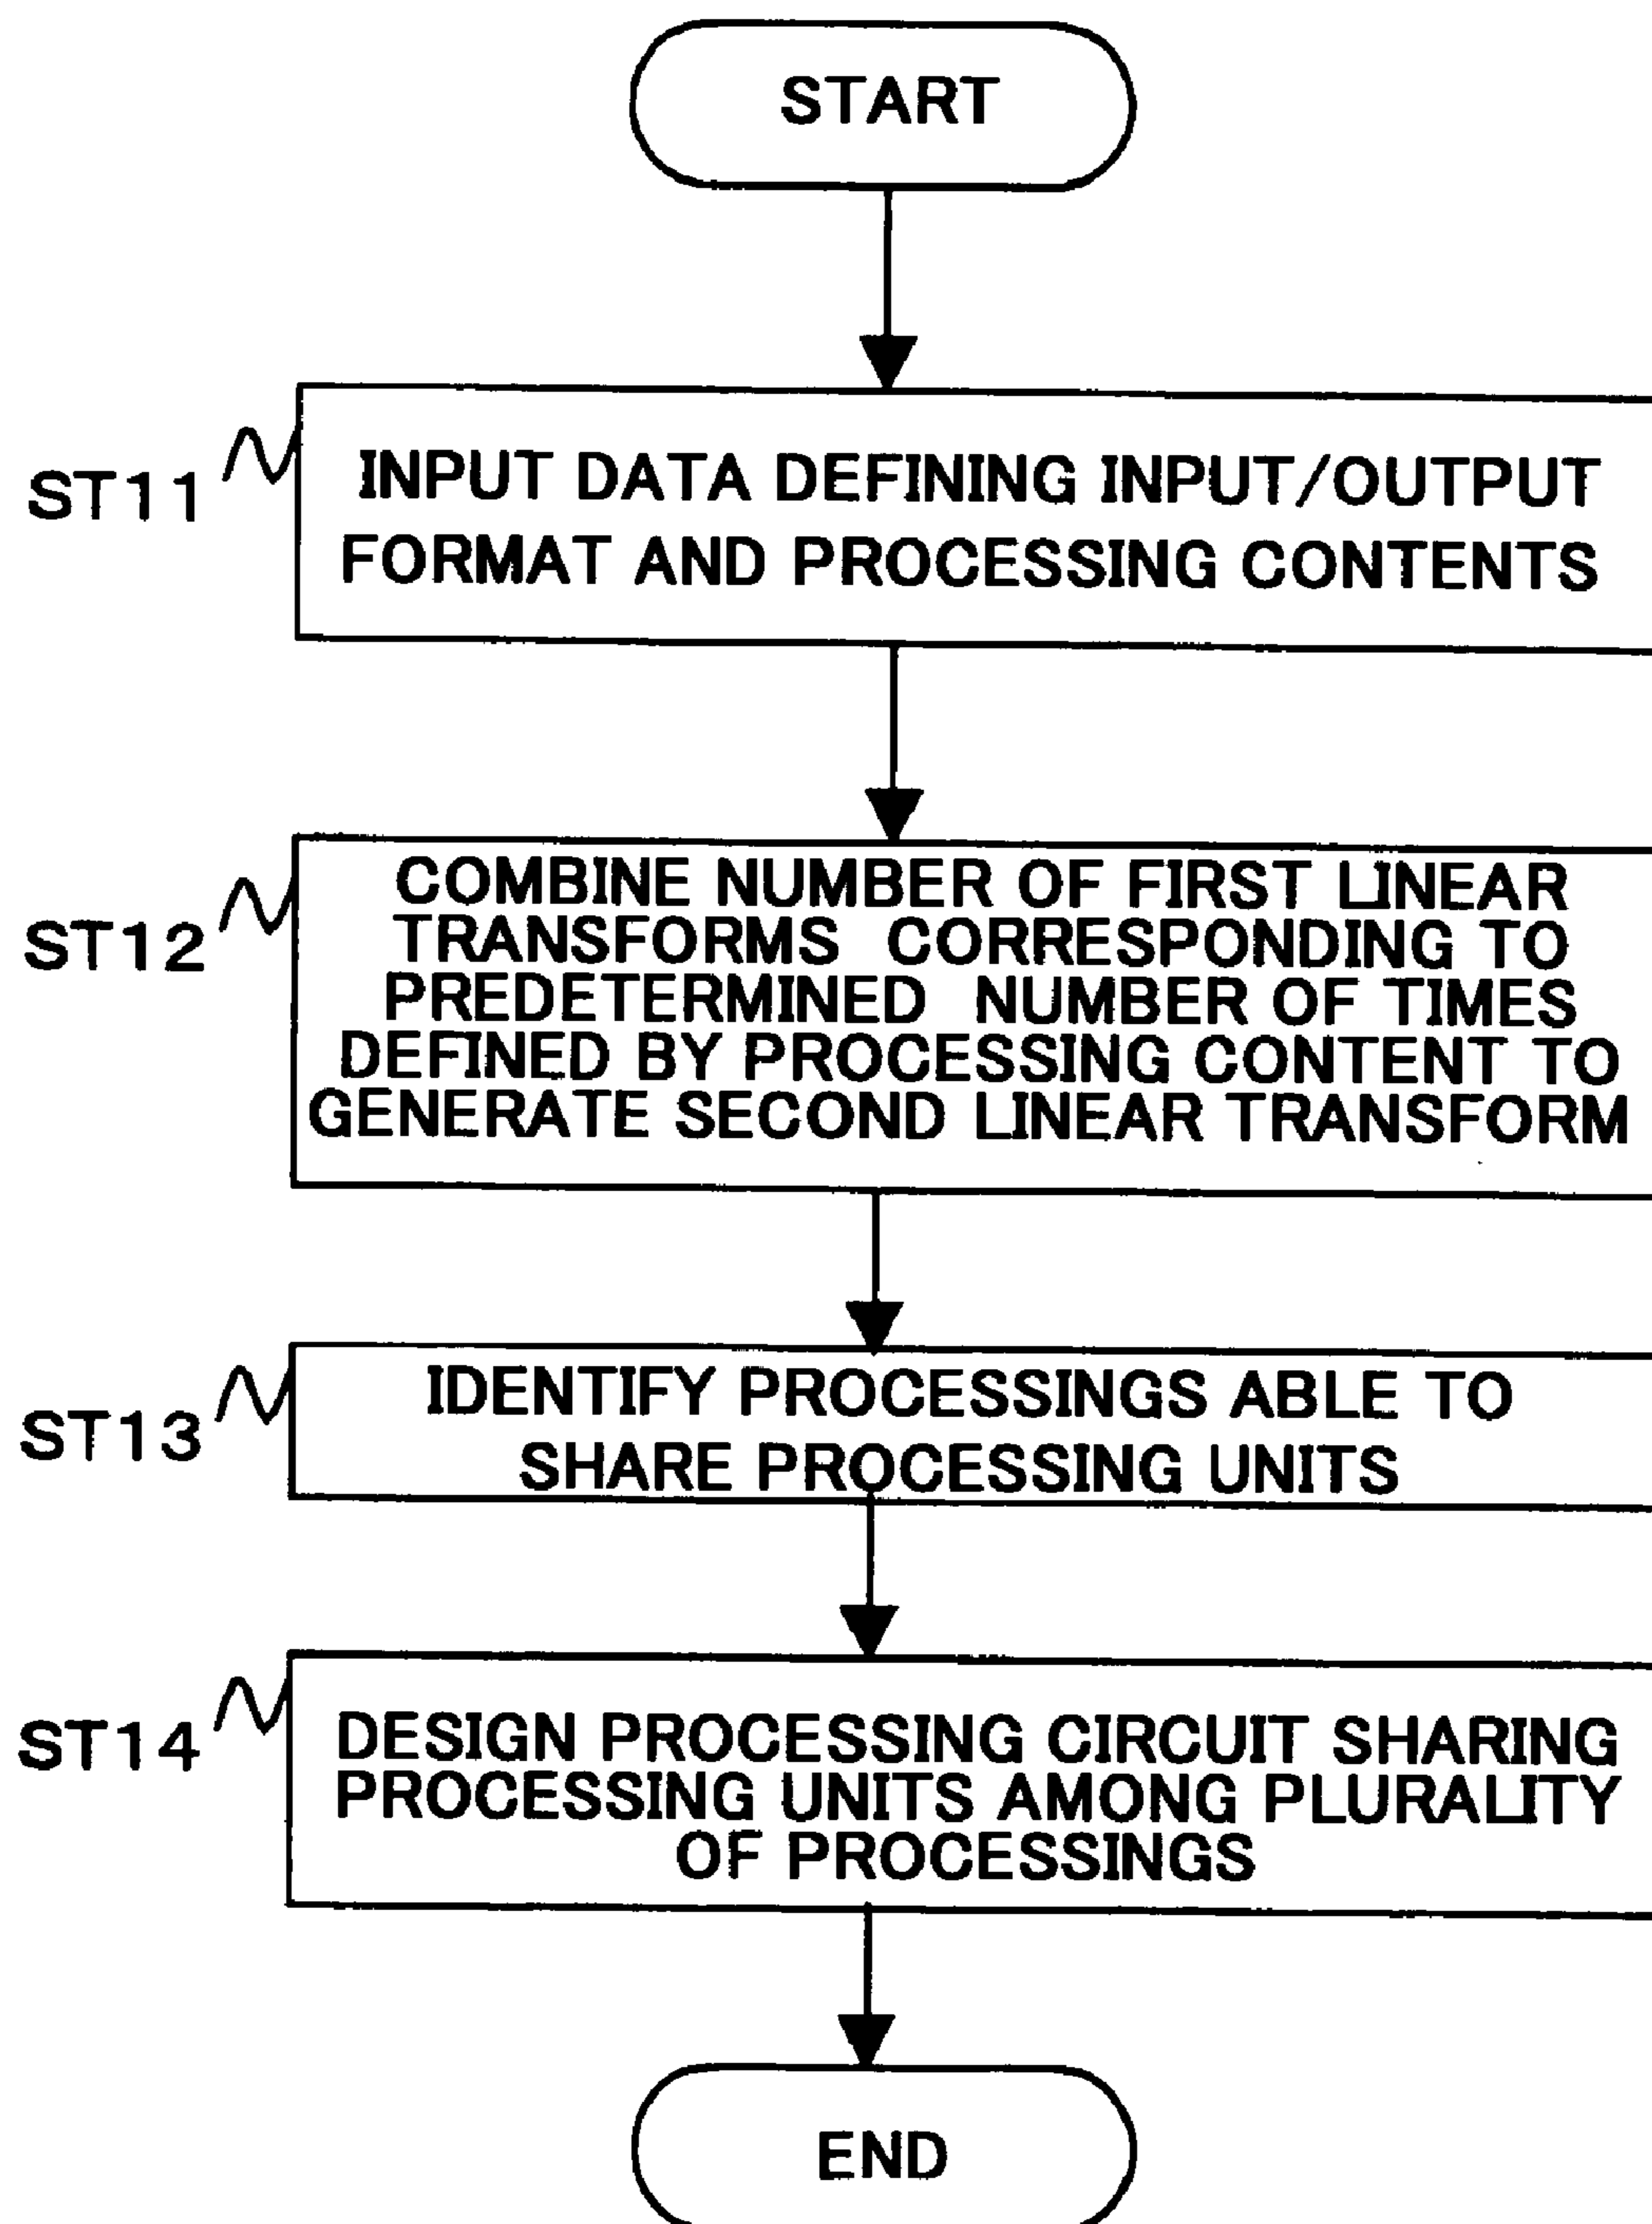 START
ST11
INPUT DATA DEFINING INPUT/OUTPUT
FORMAT AND PROCESSING CONTENTS
ST12
COMBINE NUMBER OF FIRST LINEAR
TRANSFORMS CORRESPONDING TO
PREDETERMINED NUMBER OF TIMES
DEFINED BY PROCESSING CONTENT TO
GENERATE SECOND LINEAR TRANSFORM
ST13
IDENTIFY PROCESSINGS ABLE TO
SHARE PROCESSING UNITS
ST14
DESIGN PROCESSING CIRCUIT SHARING
PROCESSING UNITS AMONG PLURALITY
OF PROCESSINGS
END